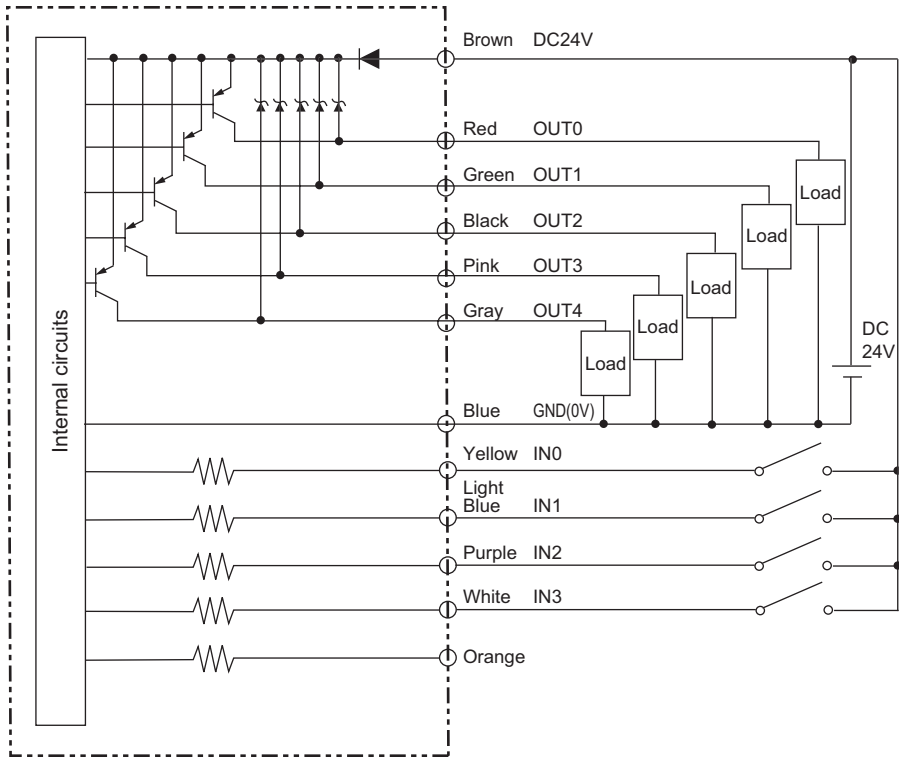 Brown DC24V
Red OUT0
Load
Green OUT1
Load
Black OUT2
Load
Pink OUT3
Load
Gray OUT4
Load
DC
24V
Internal circuits
Blue GND(0V)
Yellow IN0
Light
Blue IN1
Purple IN2
White IN3
Orange